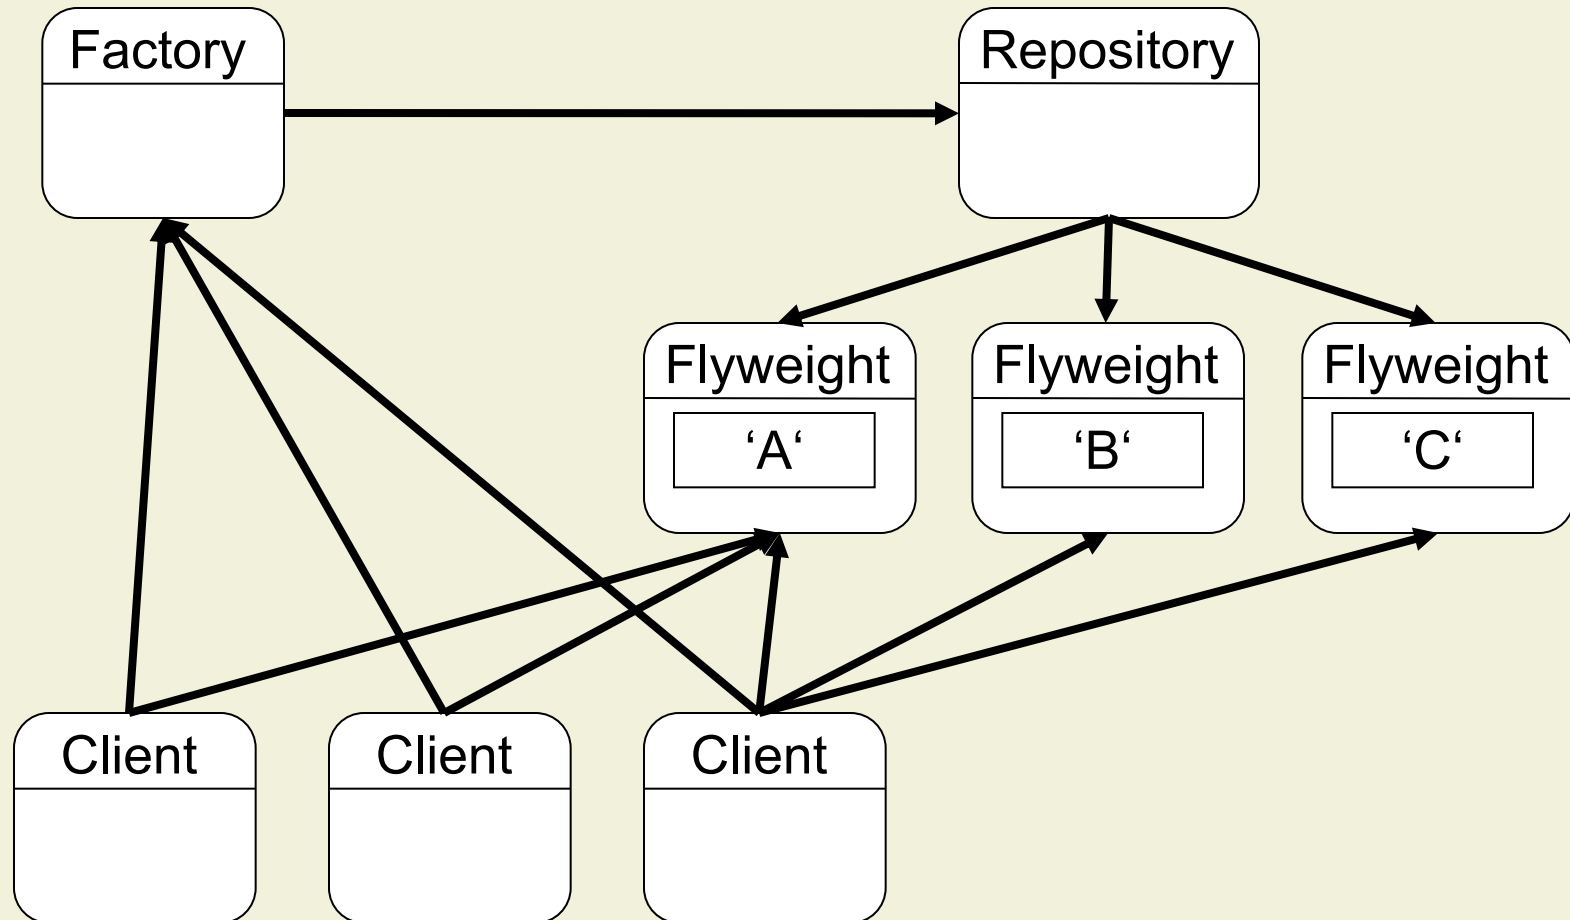 Factory
Repository
Flyweight
Flyweight
Flyweight
‘A‘
‘B‘
‘C‘
Client
Client
Client